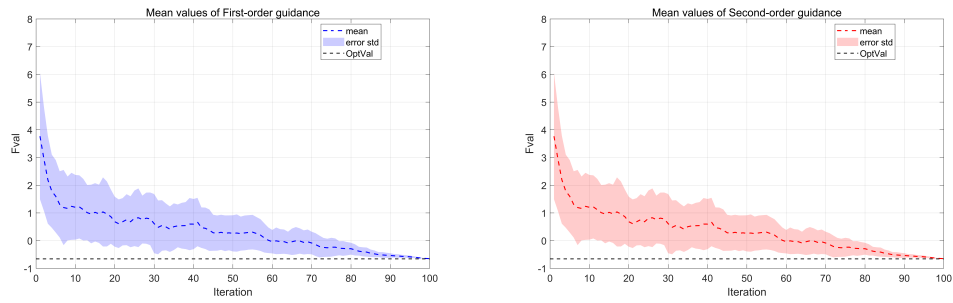 Mean values of First-order guidance
8
7
6
5
4
3
2
1
0
-1
Fval
mean
error std
OptVal
0 10 20 30 40 50 60 70 80 90 100
Iteration
Mean values of Second-order guidance
8
7
6
5
4
3
2
1
0
-1
Fval
mean
error std
OptVal
0 10 20 30 40 50 60 70 80 90 100
Iteration